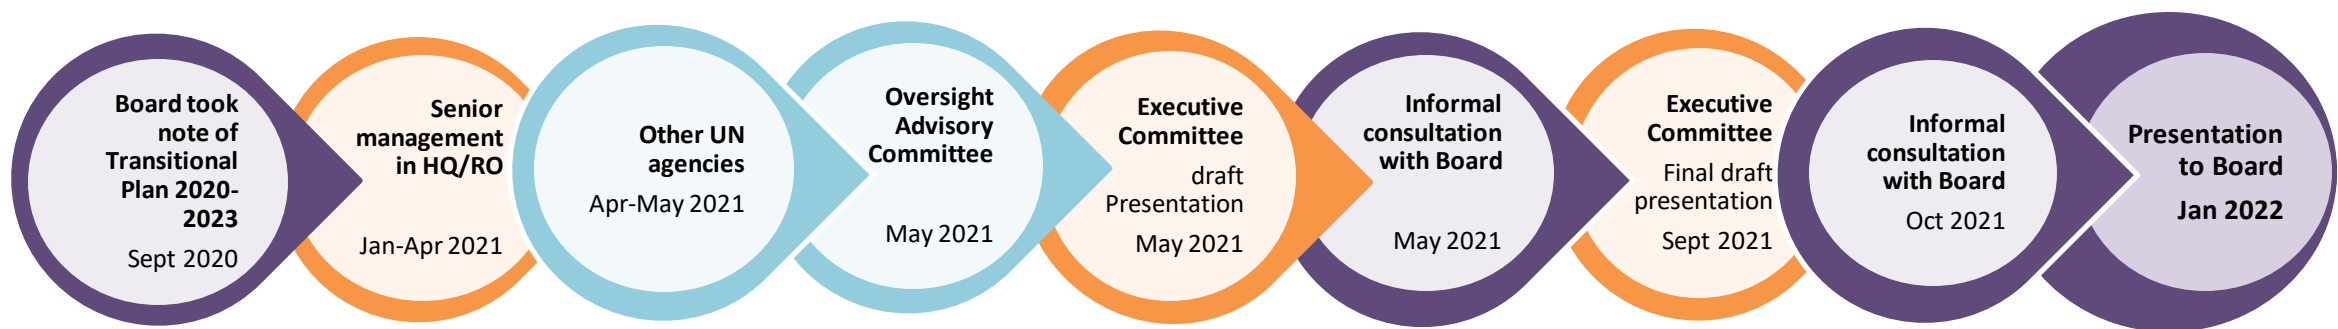 Board took
note of
Transitional
Plan 2020-
2023
Sept 2020
Senior
management
in HQ/RO
Jan-Apr 2021
Other UN
agencies
Apr-May 2021
Oversight
Advisory
Committee
May 2021
Executive
Committee
draft
Presentation
May 2021
Informal
consultation
with Board
May 2021
Executive
Committee
Final draft
presentation
Sept 2021
Informal
consultation
with Board
Oct 2021
Presentation
to Board
Jan 2022